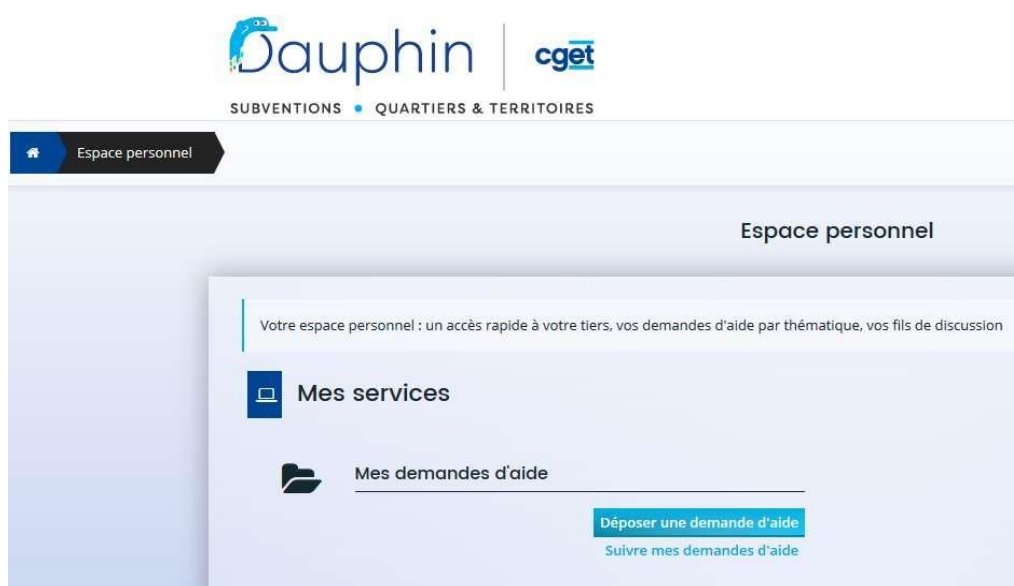 Dauphin
cget
SUBVENTIONS • QUARTIERS & TERRITOIRES
Espace personnel
Espace personnel
Votre espace personnel : un accès rapide à votre tiers, vos demandes d'aide par thématique, vos fils de discussion
Mes services
Mes demandes d'aide
Déposer une demande d'aide
Suivre mes demandes d'aide